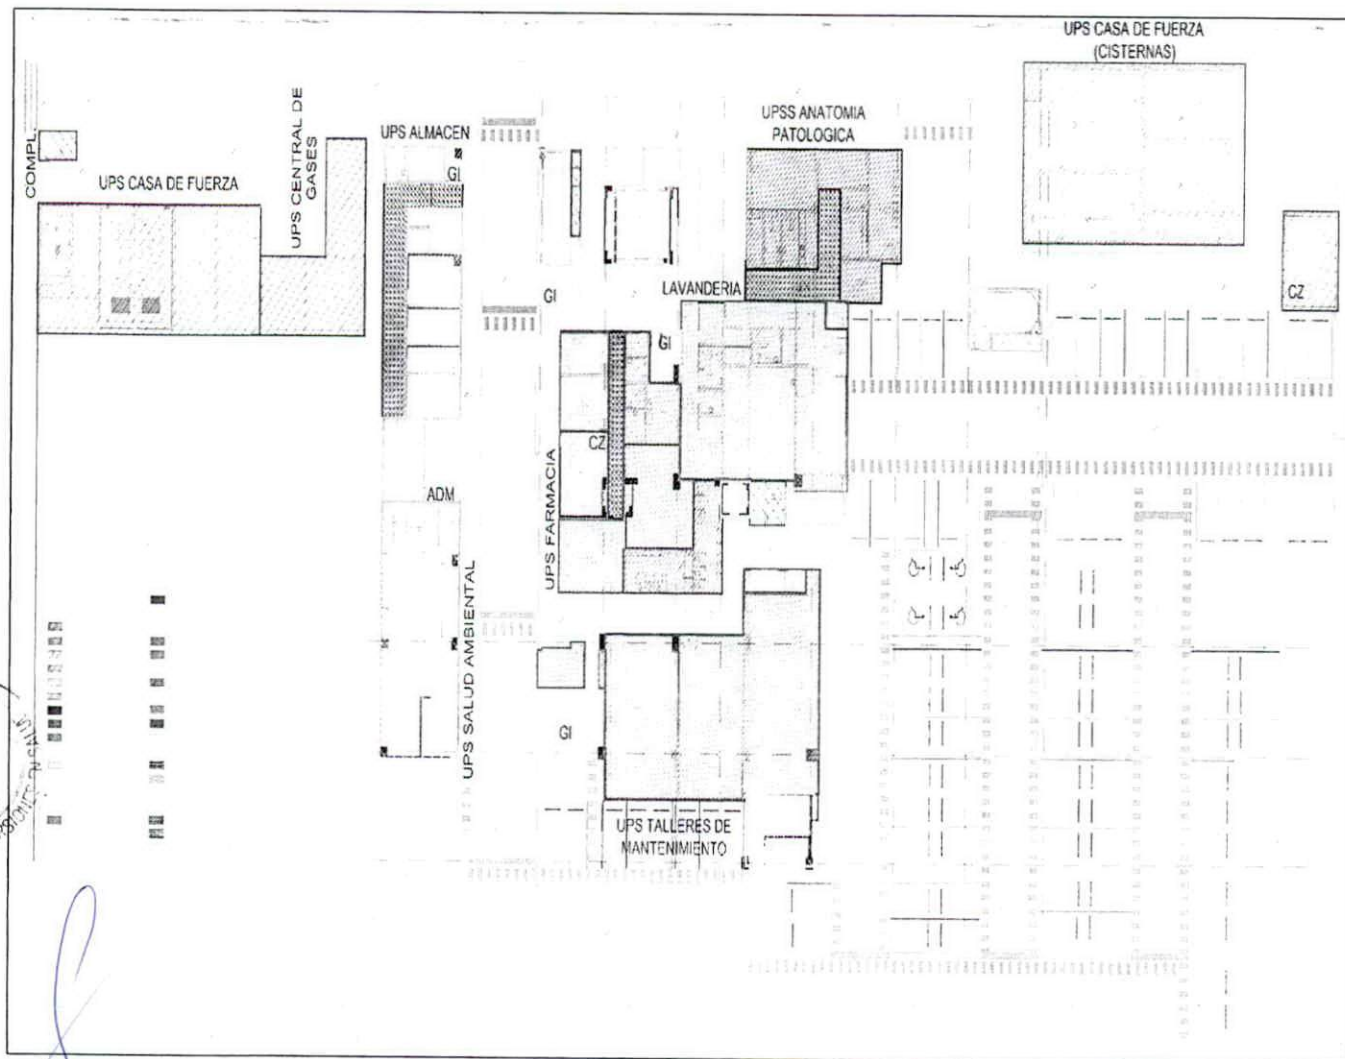 UPS CASA DE FUERZA
(CISTERNAS)
UPSS ANATOMIA
PATOLOGICA
UPS ALMACEN
GI
UPS CENTRAL DE
GASES
COMPL.
UPS CASA DE FUERZA
CZ
LAVANDERIA
GI
GI
CZ
UPS FARMACIA
ADM
UPS SALUD AMBIENTAL
GI
UPS TALLERES DE
MANTENIMIENTO